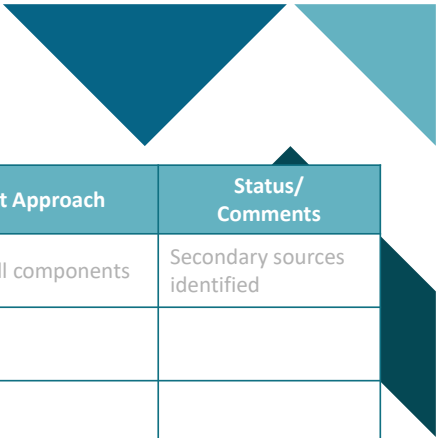 t Approach
Status/
Comments
ll components
Secondary sources
identified